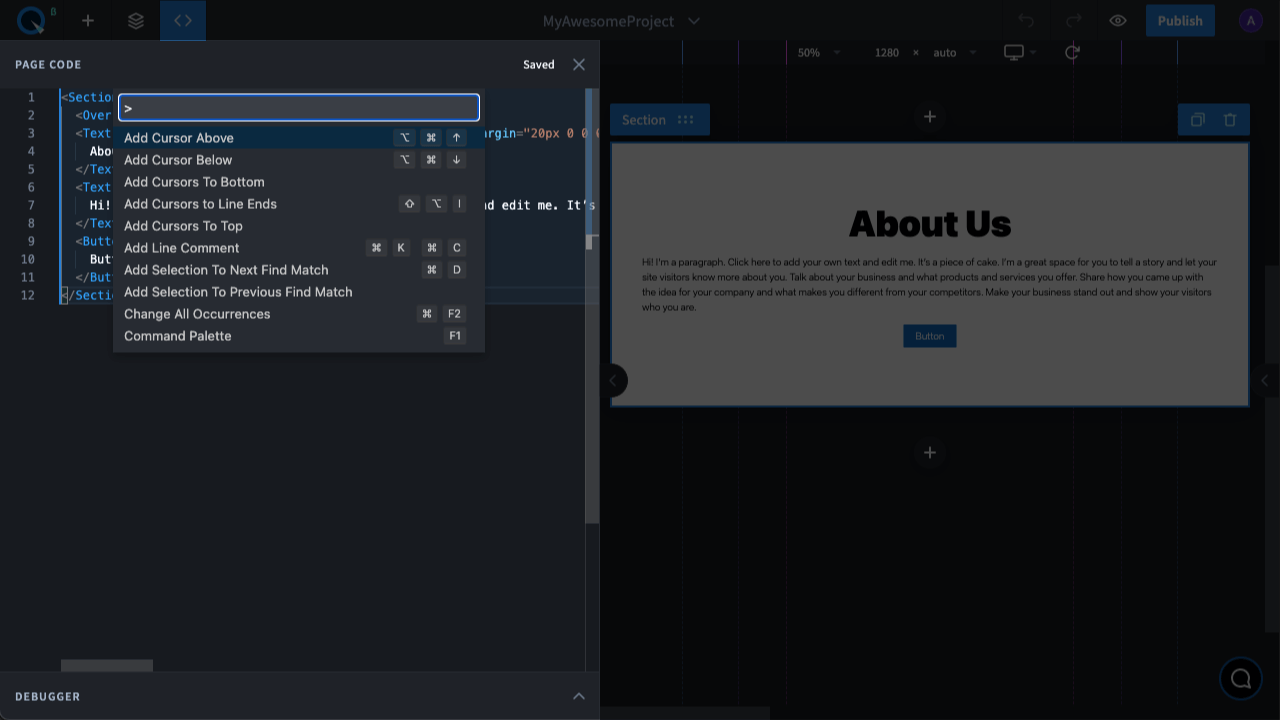 B
MyAwesomeProject
Publish
A
PAGE CODE
Saved
50%
1280 × auto
1 <Section
2 <Over
3 <Text argin="20px 0 0 0
4 Abou
5 </Text
6 <Text
7 Hi! nd edit me. It's
8 </Text
9 <Butto
10 Butt
11 </Butt
12 </Section
>
Add Cursor Above ⌥ ⌘ ↑
Add Cursor Below ⌥ ⌘ ↓
Add Cursors To Bottom
Add Cursors to Line Ends ⇧ ⌥ I
Add Cursors To Top
Add Line Comment ⌘ K ⌘ C
Add Selection To Next Find Match ⌘ D
Add Selection To Previous Find Match
Change All Occurrences ⌘ F2
Command Palette F1
Section
About Us
Hi! I'm a paragraph. Click here to add your own text and edit me. It's a piece of cake. I'm a great space for you to tell a story and let your
site visitors know more about you. Talk about your business and what products and services you offer. Share how you came up with
the idea for your company and what makes you different from your competitors. Make your business stand out and show your visitors
who you are.
Button
DEBUGGER